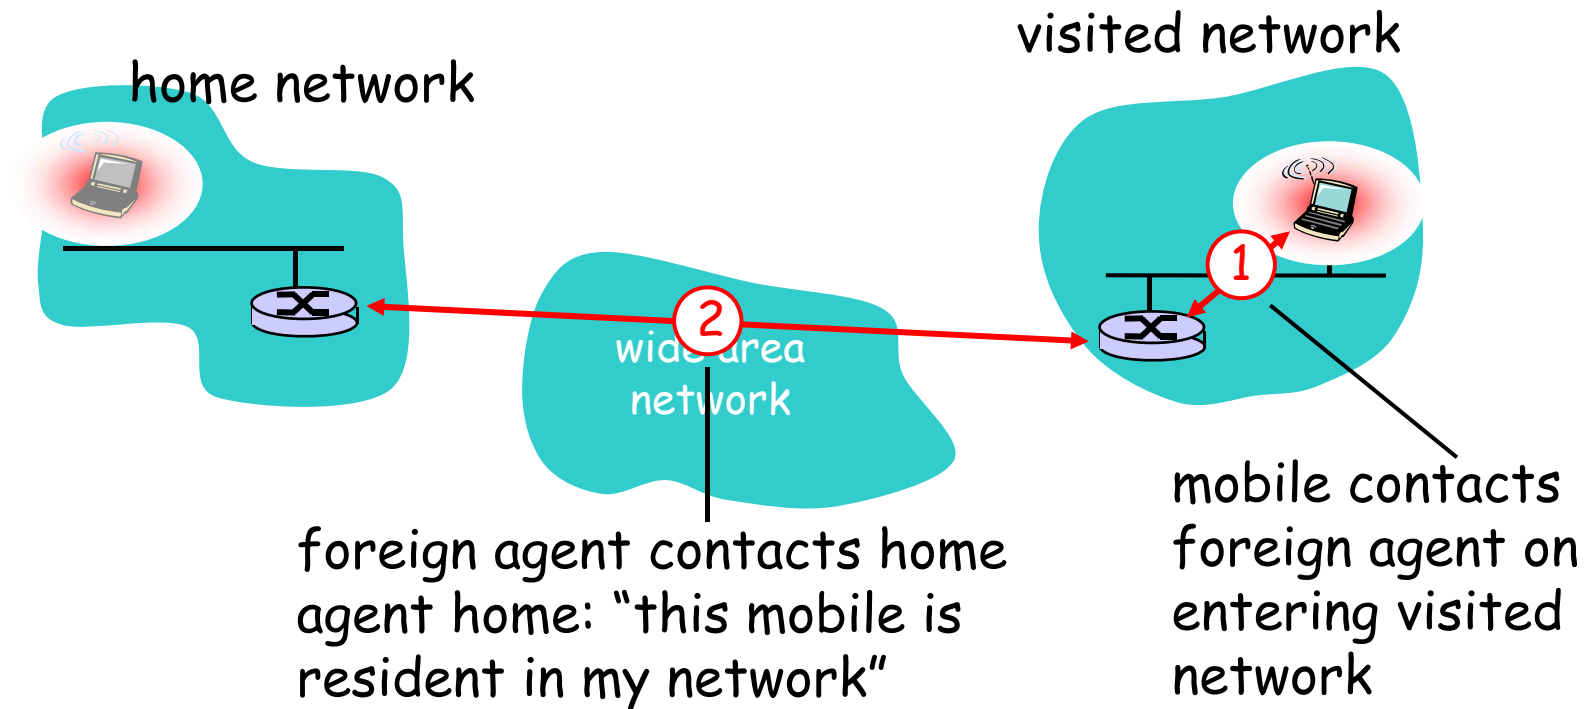 visited network
home network
1
2
wide area
network
mobile contacts
foreign agent on
entering visited
network
foreign agent contacts home
agent home: “this mobile is
resident in my network”